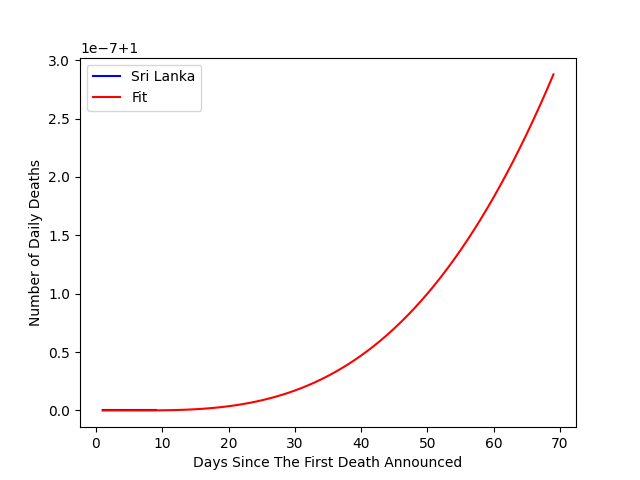 1e−7+1
3.0
2.5
2.0
1.5
1.0
0.5
0.0
Number of Daily Deaths
Sri Lanka
Fit
0 10 20 30 40 50 60 70
Days Since The First Death Announced